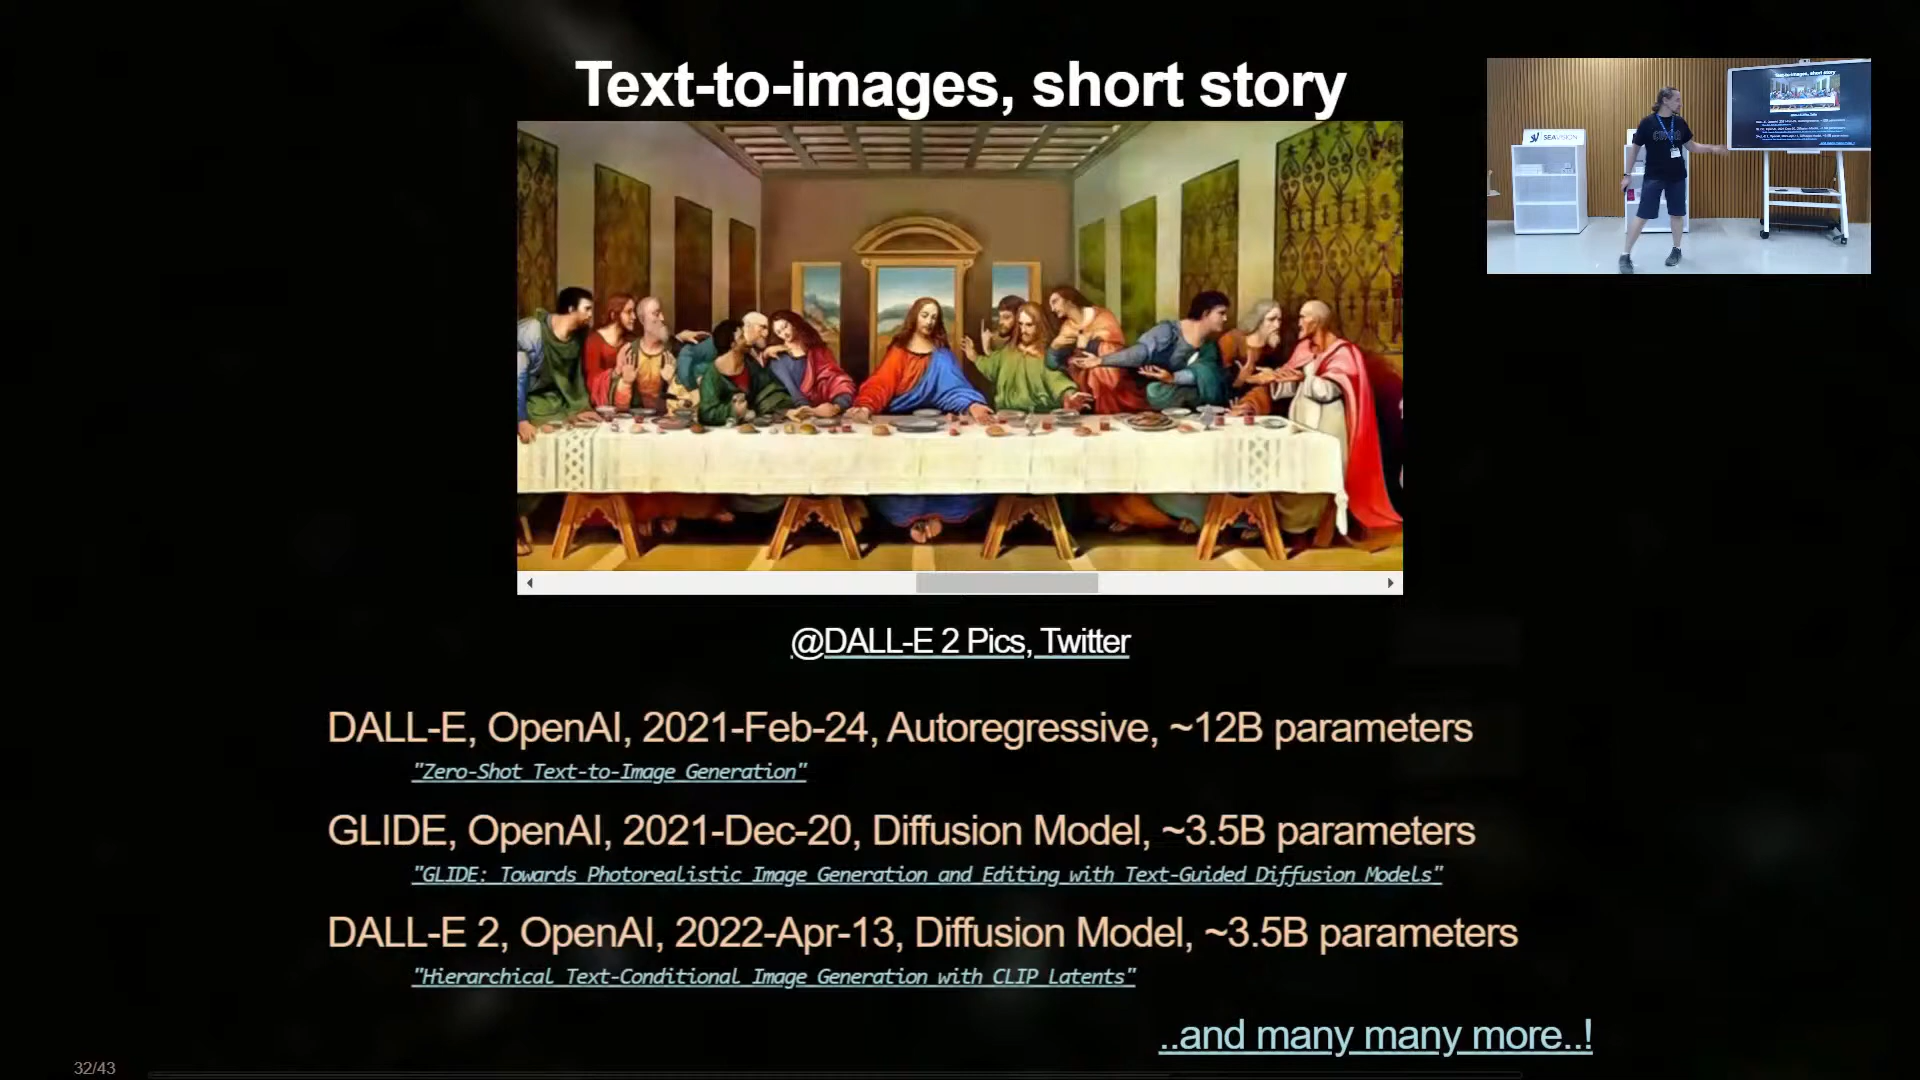 Text-to-images, short story
SEAVISION
@DALL-E 2 Pics, Twitter
DALL-E, OpenAI, 2021-Feb-24, Autoregressive, ~12B parameters
"Zero-Shot Text-to-Image Generation"
GLIDE, OpenAI, 2021-Dec-20, Diffusion Model, ~3.5B parameters
"GLIDE: Towards Photorealistic Image Generation and Editing with Text-Guided Diffusion Models"
DALL-E 2, OpenAI, 2022-Apr-13, Diffusion Model, ~3.5B parameters
"Hierarchical Text-Conditional Image Generation with CLIP Latents"
..and many many more..!
32/43